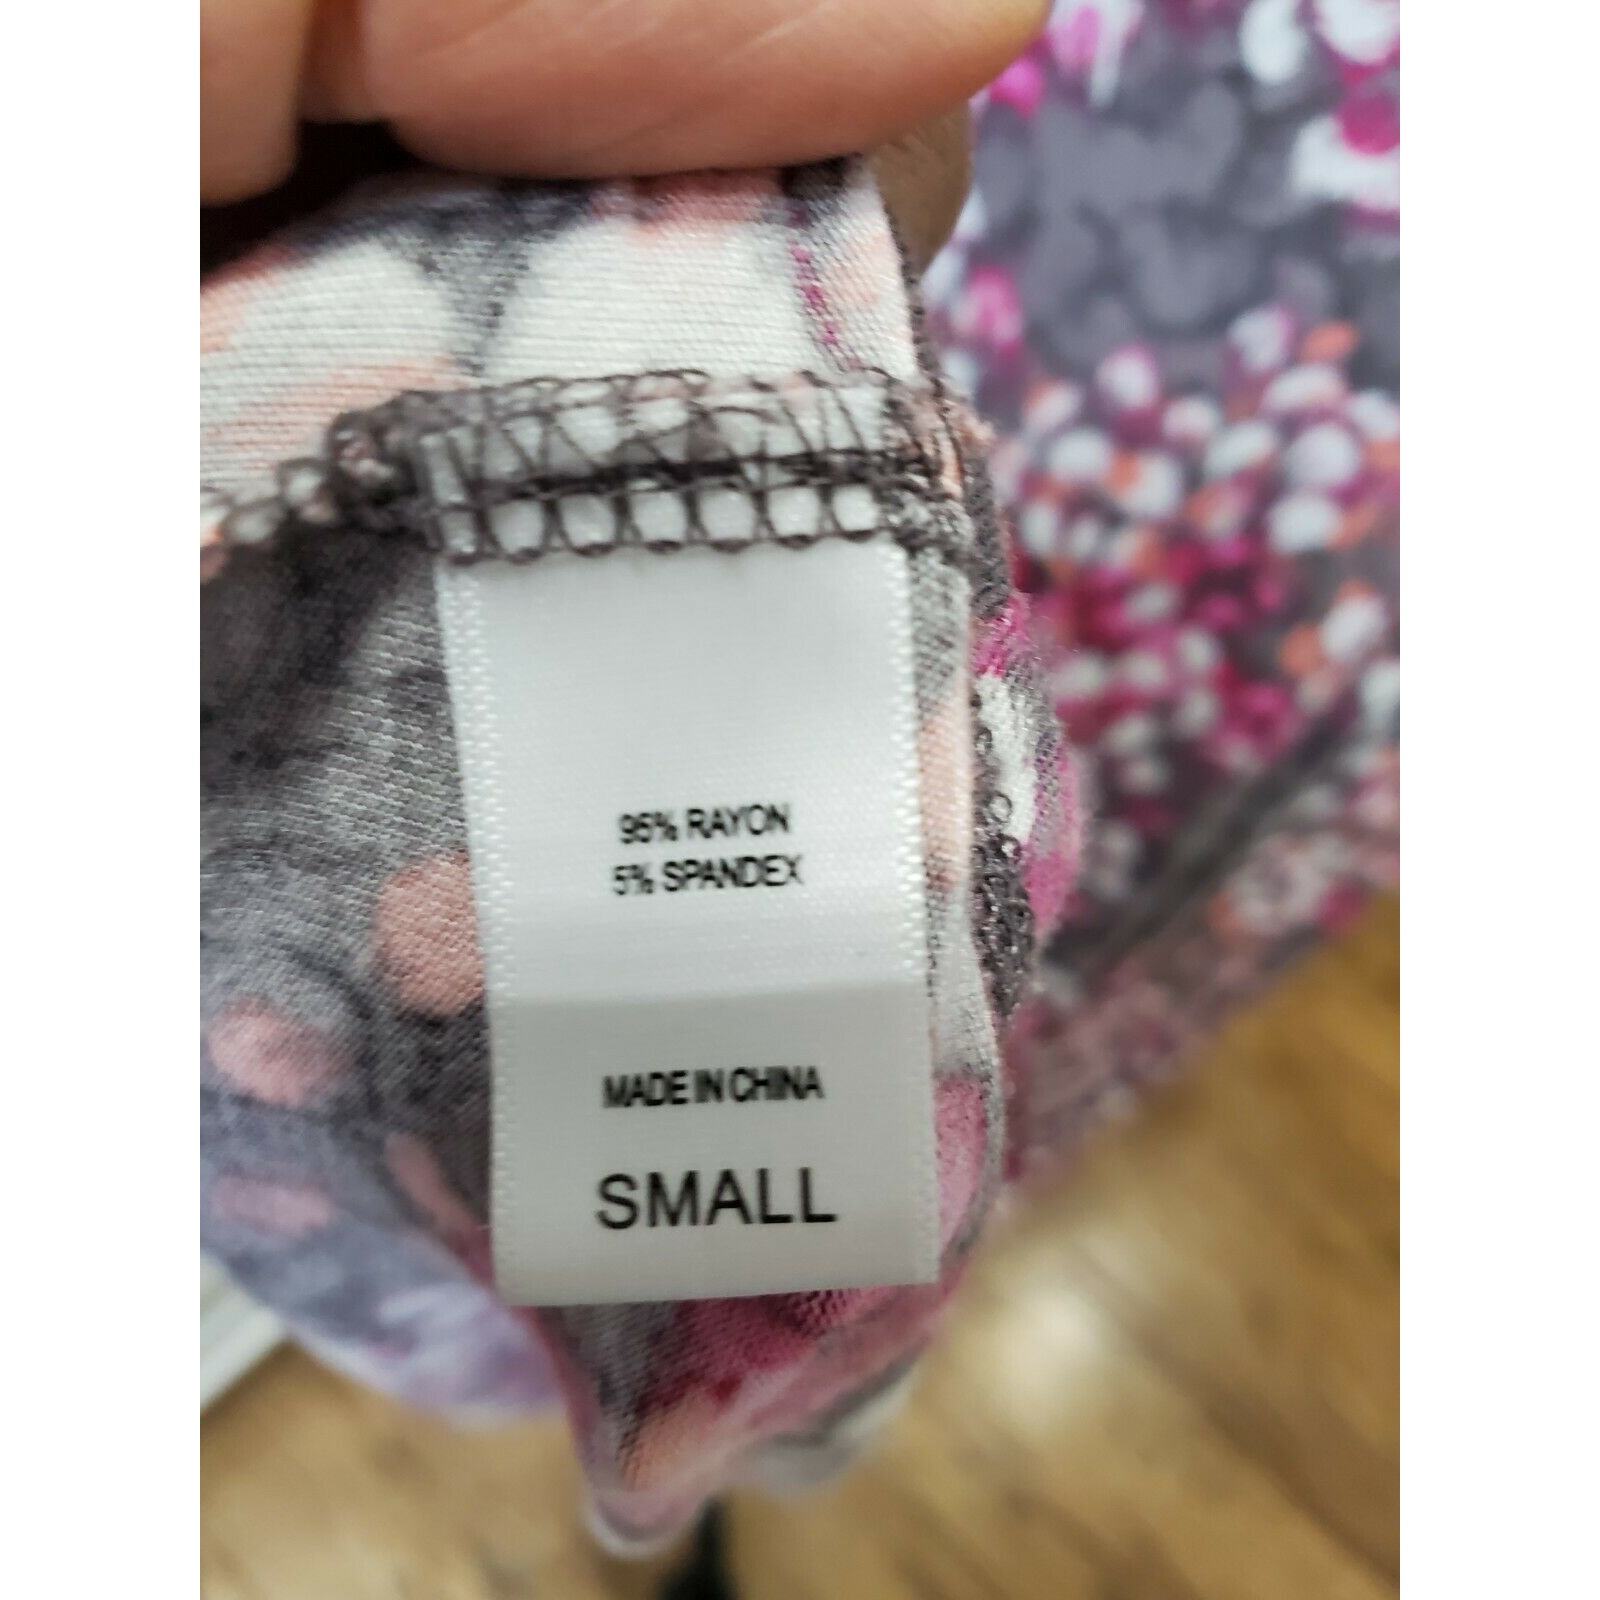 95% RAYON
5% SPANDEX
MADE IN CHINA
SMALL